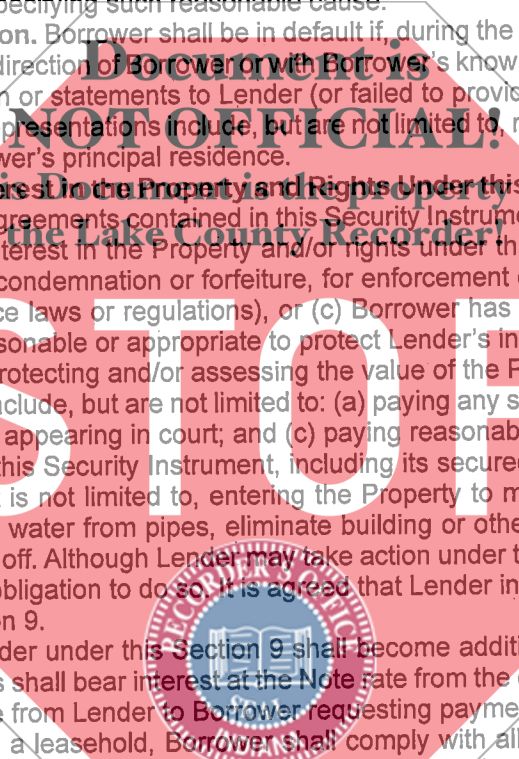 pecifying such reasonable cause.
on. Borrower shall be in default if, during the
direction of Borrower or with Borrower's know
n or statements to Lender (or failed to provid
presentations include, but are not limited to, r
wer's principal residence.
rest in the Property and Rights Under this
greements contained in this Security Instrume
terest in the Property and/or rights under th
condemnation or forfeiture, for enforcement
ce laws or regulations), or (c) Borrower has
sonable or appropriate to protect Lender's in
rotecting and/or assessing the value of the P
nclude, but are not limited to: (a) paying any s
appearing in court; and (c) paying reasonab
this Security Instrument, including its secured
t is not limited to, entering the Property to m
water from pipes, eliminate building or othe
off. Although Lender may take action under t
obligation to do so. It is agreed that Lender in
n 9.
der under this Section 9 shall become additi
s shall bear interest at the Note rate from the
e from Lender to Borrower requesting payme
a leasehold, Borrower shall comply with all
Document is
NOT OFFICIAL!
is Document is the property
the Lake County Recorder!
STOP
RECORDER'S OFFICE
INDIANA